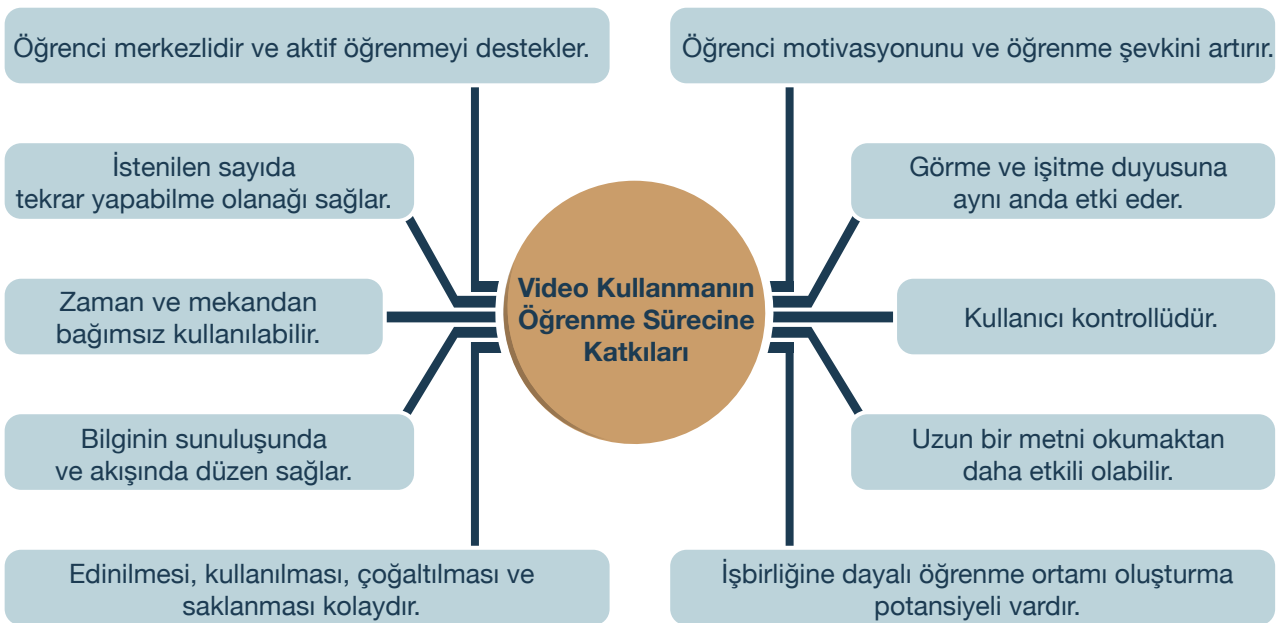 Öğrenci merkezlidir ve aktif öğrenmeyi destekler.
Öğrenci motivasyonunu ve öğrenme şevkini artırır.
İstenilen sayıda
tekrar yapabilme olanağı sağlar.
Görme ve işitme duyusuna
aynı anda etki eder.
Zaman ve mekandan
bağımsız kullanılabilir.
Video Kullanmanın
Öğrenme Sürecine
Katkıları
Kullanıcı kontrollüdür.
Bilginin sunuluşunda
ve akışında düzen sağlar.
Uzun bir metni okumaktan
daha etkili olabilir.
Edinilmesi, kullanılması, çoğaltılması ve
saklanması kolaydır.
İşbirliğine dayalı öğrenme ortamı oluşturma
potansiyeli vardır.